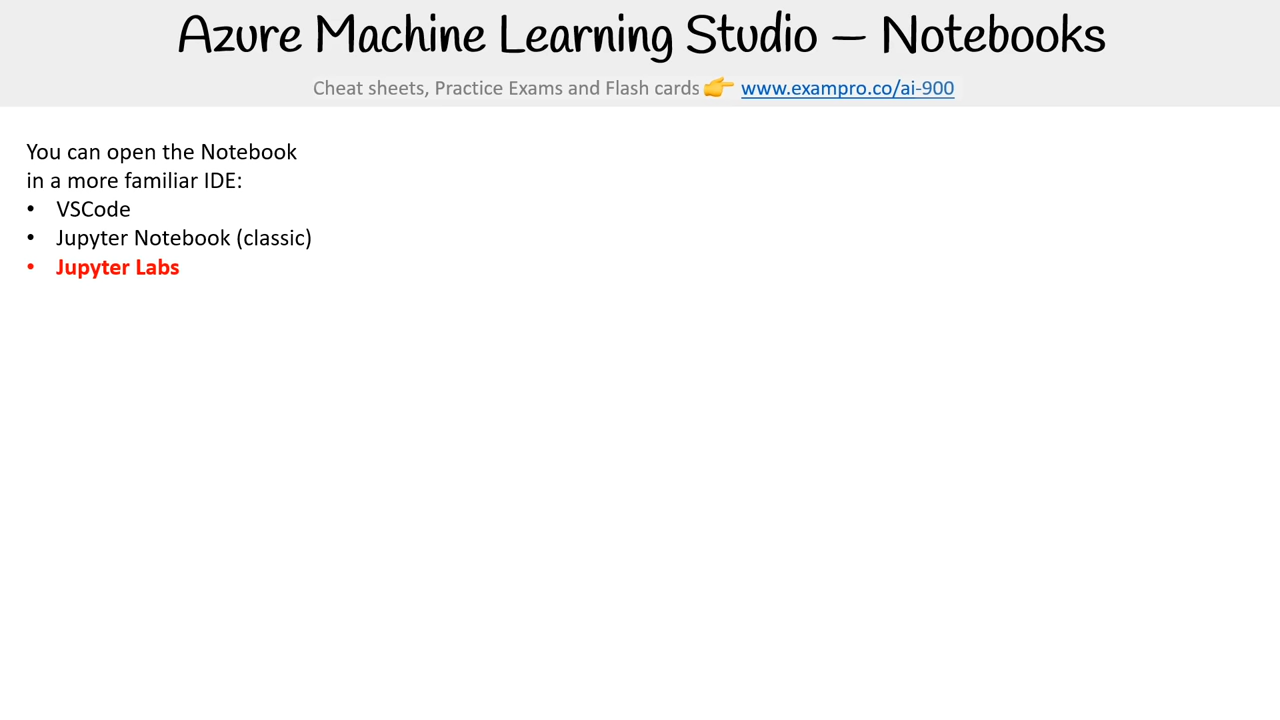 Azure Machine Learning Studio — Notebooks
Cheat sheets, Practice Exams and Flash cards 👉 www.exampro.co/ai-900
You can open the Notebook
in a more familiar IDE:
• VSCode
• Jupyter Notebook (classic)
• Jupyter Labs